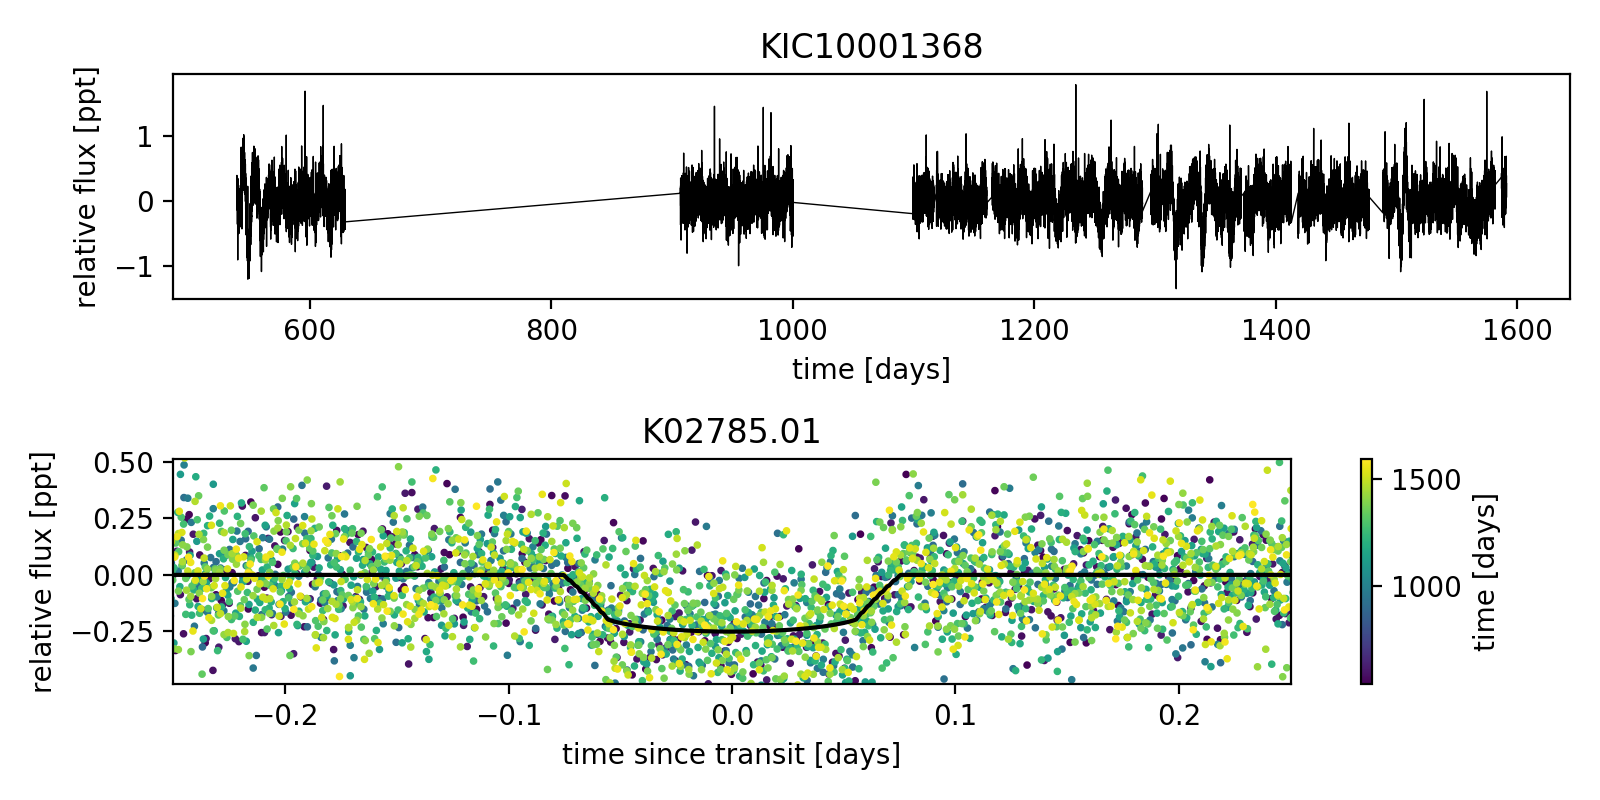 KIC10001368
relative flux [ppt]
1
0
−1
600 800 1000 1200 1400 1600
time [days]
K02785.01
relative flux [ppt]
0.50
0.25
0.00
−0.25
−0.2 −0.1 0.0 0.1 0.2
time since transit [days]
1500
1000
time [days]